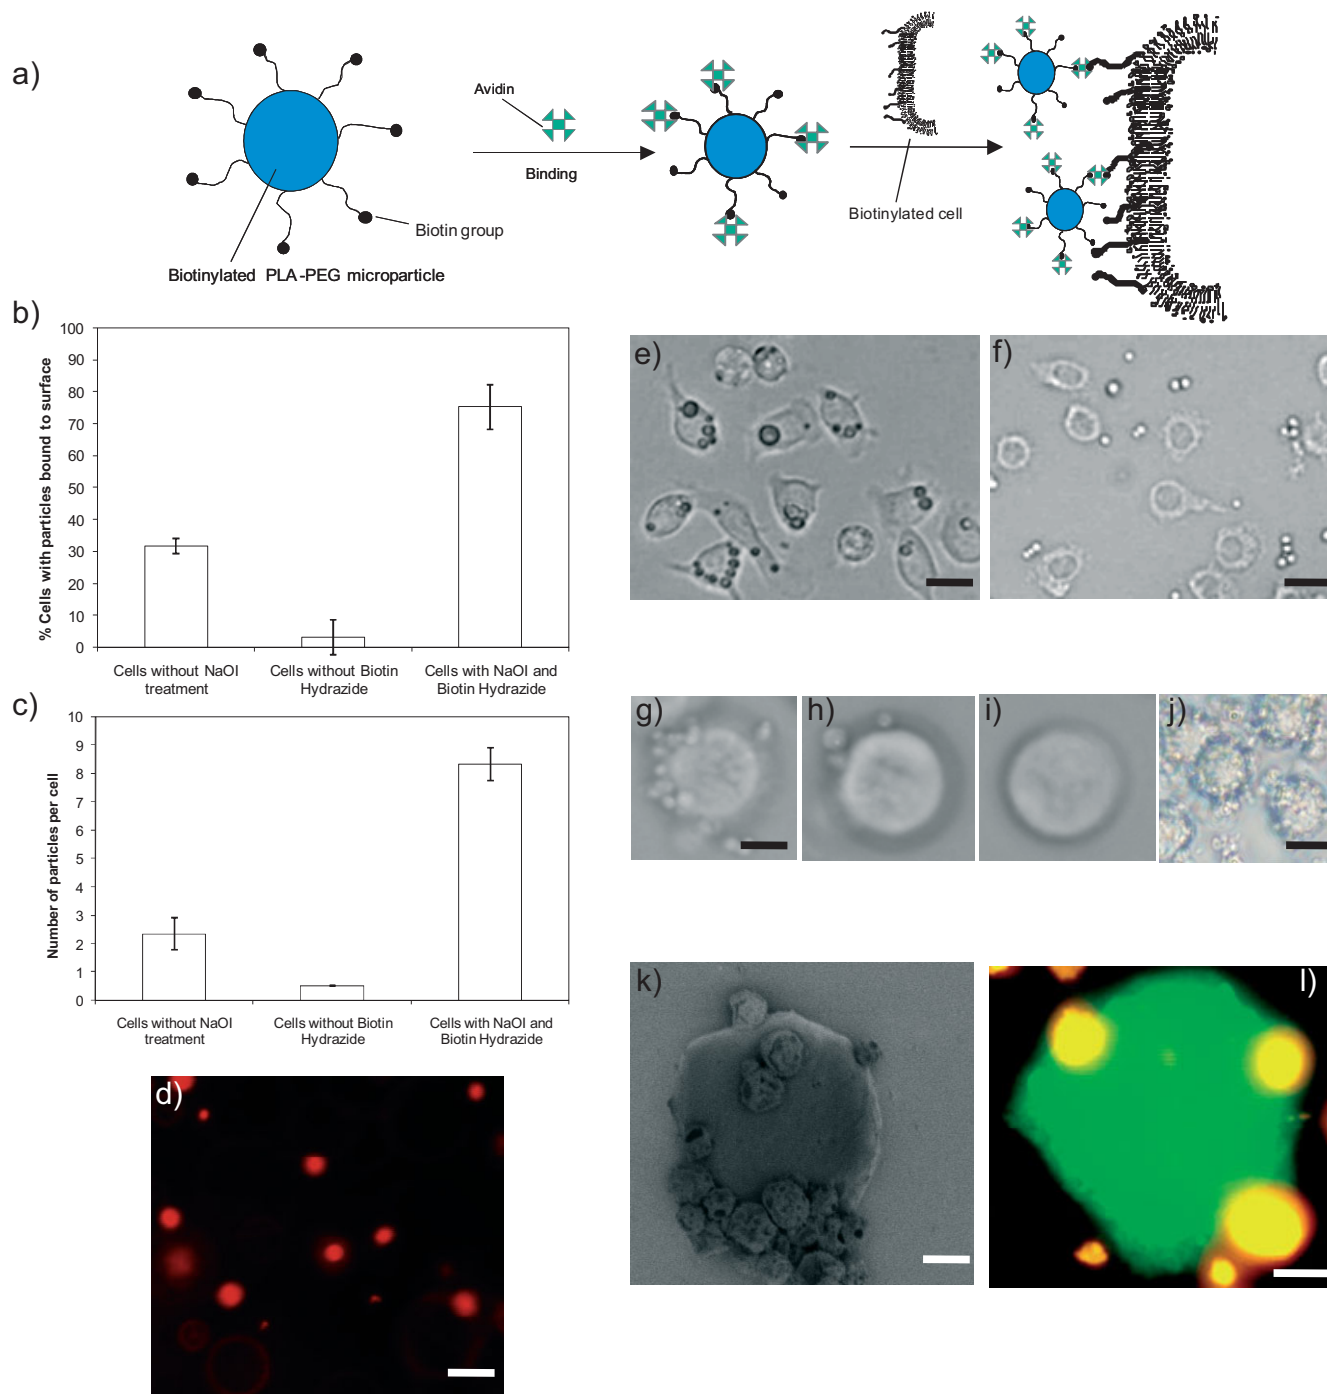 a)
Avidin
Binding
Biotin group
Biotinylated PLA-PEG microparticle
Biotinylated cell
b)
% Cells with particles bound to surface
100
90
80
70
60
50
40
30
20
10
0
Cells without NaOI
treatment
Cells without Biotin
Hydrazide
Cells with NaOI and
Biotin Hydrazide
c)
Number of particles per cell
10
9
8
7
6
5
4
3
2
1
0
Cells without NaOI
treatment
Cells without Biotin
Hydrazide
Cells with NaOI and
Biotin Hydrazide
d)
e)
f)
g)
h)
i)
j)
k)
l)